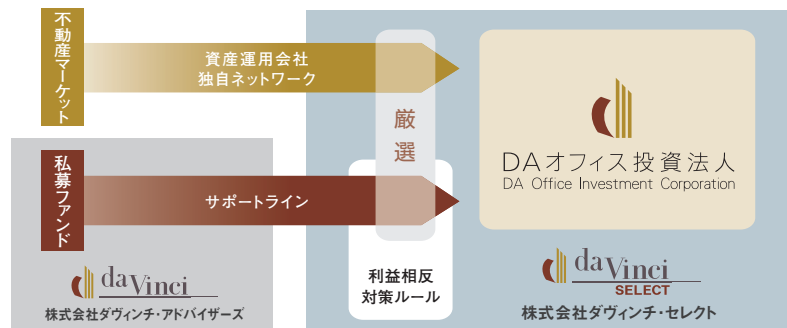 不動産マーケット
資産運用会社
独自ネットワーク
厳選
DAオフィス投資法人
DA Office Investment Corporation
私募ファンド
サポートライン
利益相反
対策ルール
da Vinci
株式会社ダヴィンチ・アドバイザーズ
da Vinci
SELECT
株式会社ダヴィンチ・セレクト